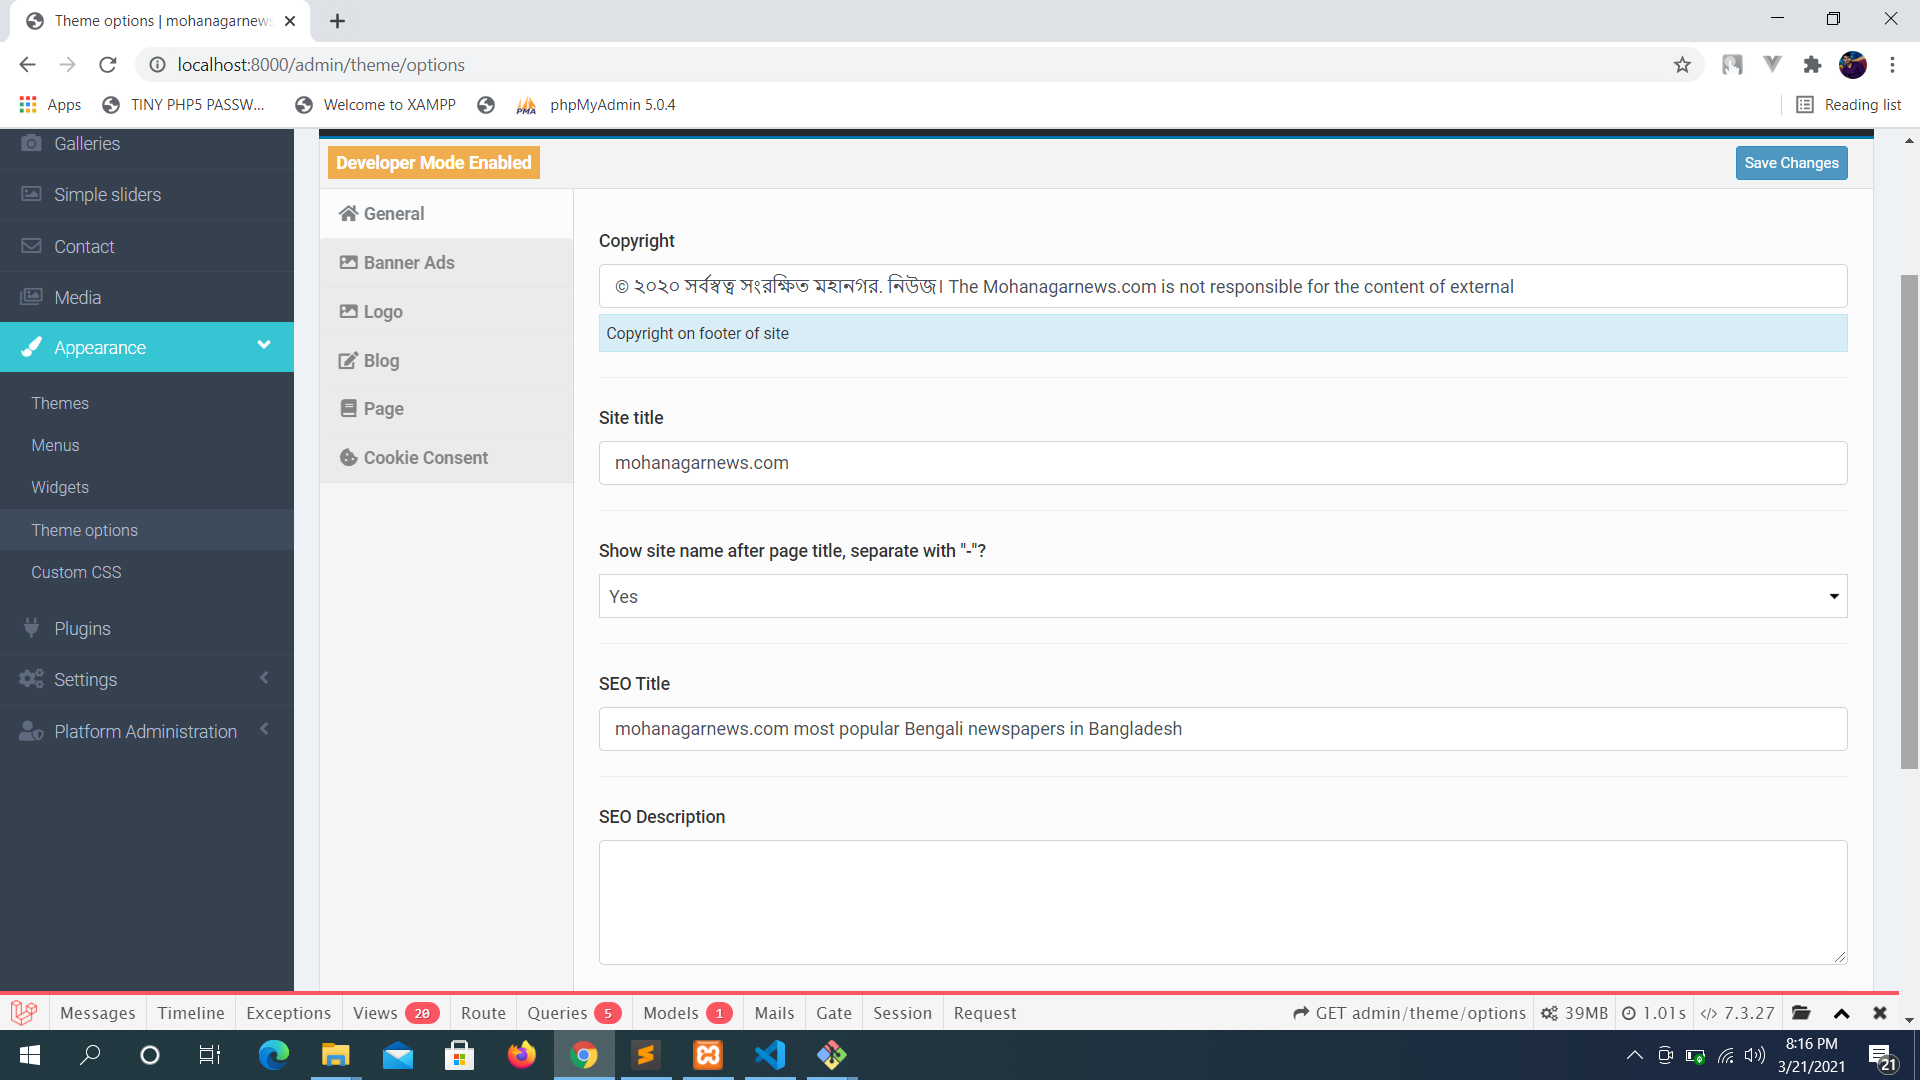 Theme options | mohanagarnews
localhost:8000/admin/theme/options
Apps
TINY PHP5 PASSW...
Welcome to XAMPP
PMA
phpMyAdmin 5.0.4
Reading list
Galleries
Simple sliders
Contact
Media
Appearance
Themes
Menus
Widgets
Theme options
Custom CSS
Plugins
Settings
Platform Administration
Developer Mode Enabled
Save Changes
General
Banner Ads
Logo
Blog
Page
Cookie Consent
Copyright
© ২০২০ সর্বস্বত্ব সংরক্ষিত মহানগর. নিউজ। The Mohanagarnews.com is not responsible for the content of external
Copyright on footer of site
Site title
mohanagarnews.com
Show site name after page title, separate with "-"?
Yes
SEO Title
mohanagarnews.com most popular Bengali newspapers in Bangladesh
SEO Description
Messages
Timeline
Exceptions
Views 20
Route
Queries 5
Models 1
Mails
Gate
Session
Request
GET admin/theme/options
39MB
1.01s
7.3.27
8:16 PM
3/21/2021
21